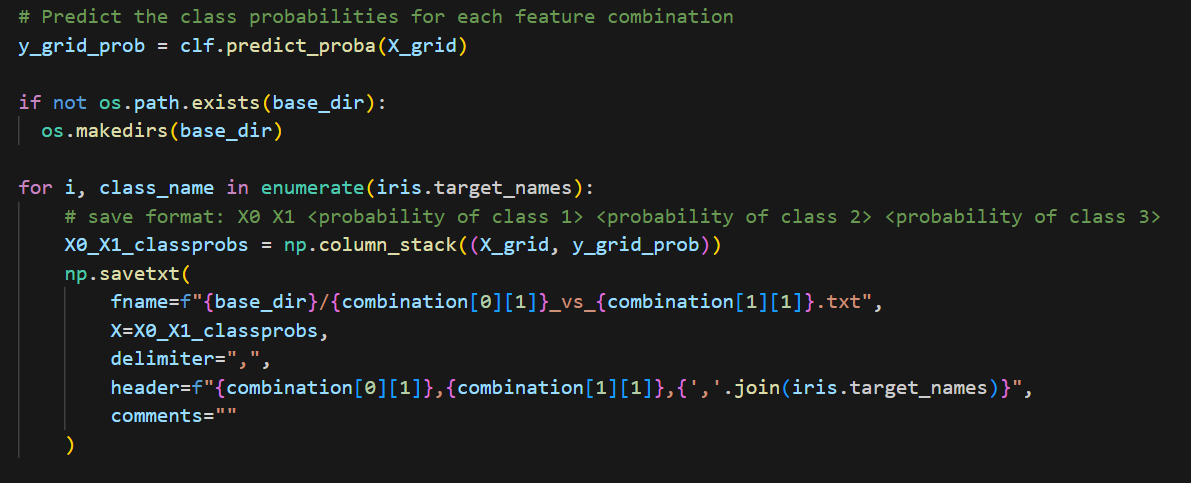 # Predict the class probabilities for each feature combination
y_grid_prob = clf.predict_proba(X_grid)
if not os.path.exists(base_dir):
os.makedirs(base_dir)
for i, class_name in enumerate(iris.target_names):
# save format: X0 X1 <probability of class 1> <probability of class 2> <probability of class 3>
X0_X1_classprobs = np.column_stack((X_grid, y_grid_prob))
np.savetxt(
fname=f"{base_dir}/{combination[0][1]}_vs_{combination[1][1]}.txt",
X=X0_X1_classprobs,
delimiter=",",
header=f"{combination[0][1]},{combination[1][1]},{','.join(iris.target_names)}",
comments=""
)